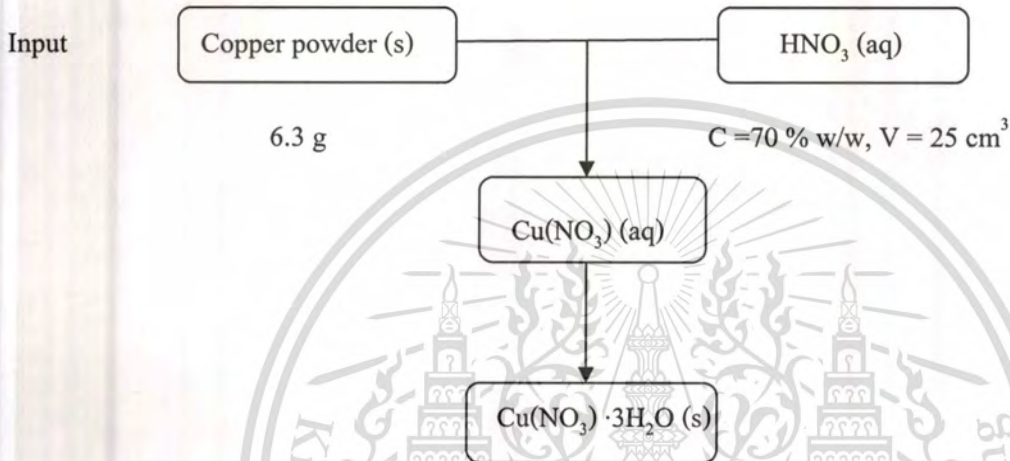 Input
Copper powder (s)
HNO₃ (aq)
6.3 g
C =70 % w/w, V = 25 cm³
Cu(NO₃) (aq)
Cu(NO₃) ·3H₂O (s)